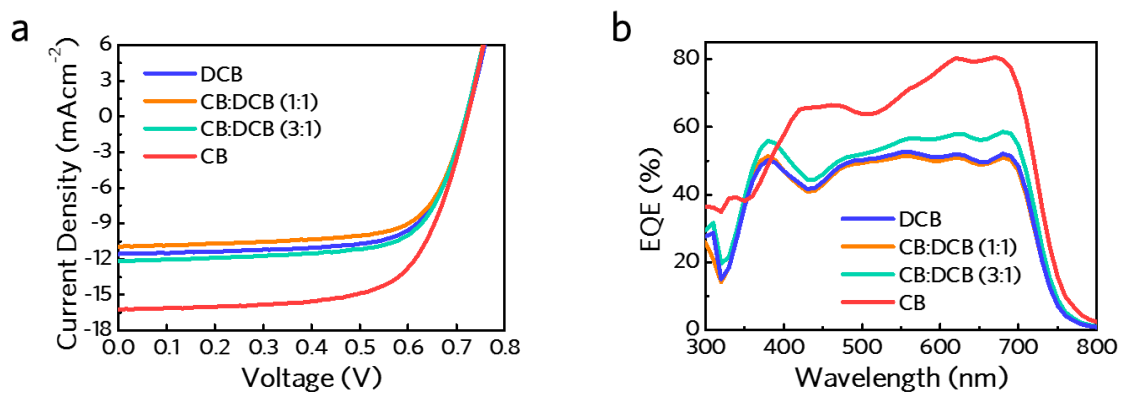 a
Current Density (mAcm-2)
6
3
0
-3
-6
-9
-12
-15
-18
DCB
CB:DCB (1:1)
CB:DCB (3:1)
CB
0.0 0.1 0.2 0.3 0.4 0.5 0.6 0.7 0.8
Voltage (V)
b
EQE (%)
80
60
40
20
0
DCB
CB:DCB (1:1)
CB:DCB (3:1)
CB
300 400 500 600 700 800
Wavelength (nm)